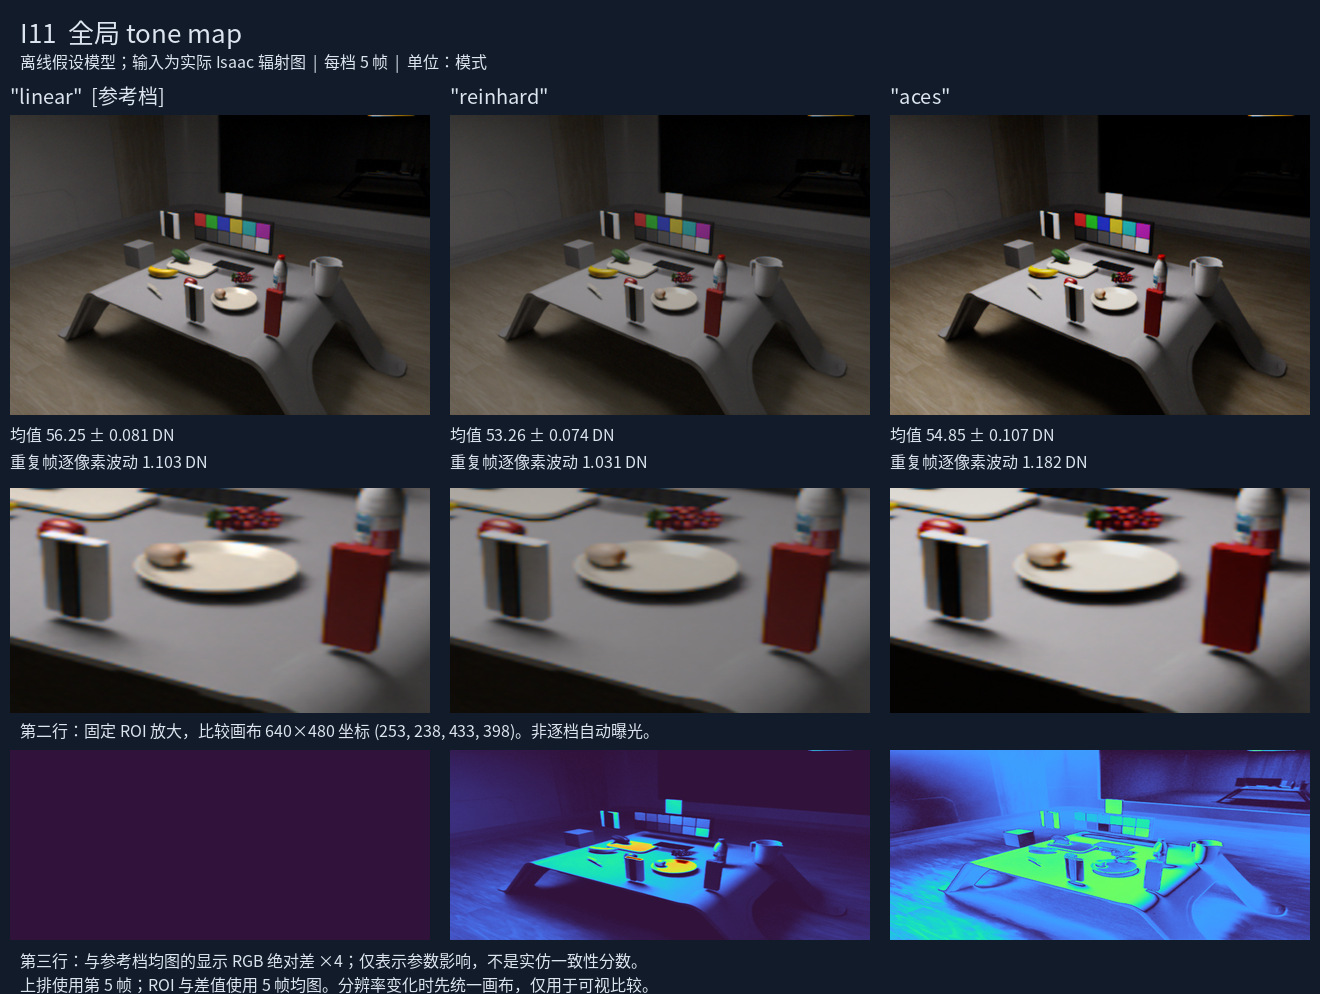 I11 全局 tone map
离线假设模型；输入为实际 Isaac 辐射图 | 每档 5 帧 | 单位：模式
"linear" [参考档]
"reinhard"
"aces"
均值 56.25 ± 0.081 DN
均值 53.26 ± 0.074 DN
均值 54.85 ± 0.107 DN
重复帧逐像素波动 1.103 DN
重复帧逐像素波动 1.031 DN
重复帧逐像素波动 1.182 DN
第二行：固定 ROI 放大，比较画布 640×480 坐标 (253, 238, 433, 398)。非逐档自动曝光。
第三行：与参考档均图的显示 RGB 绝对差 ×4；仅表示参数影响，不是实仿一致性分数。
上排使用第 5 帧；ROI 与差值使用 5 帧均图。分辨率变化时先统一画布，仅用于可视比较。